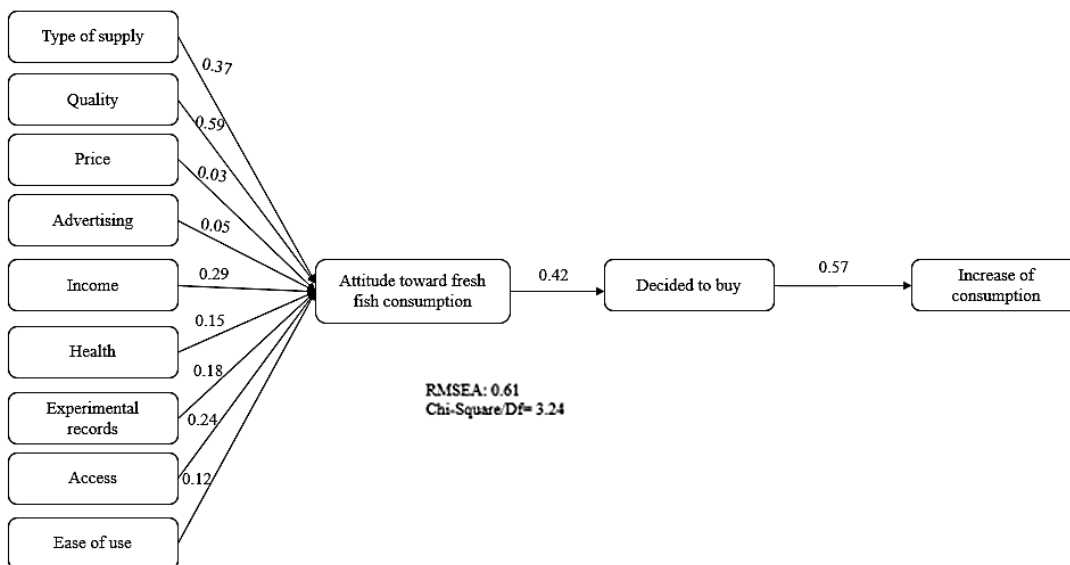 Type of supply
0.37
Quality
0.59
Price
0.03
Advertising
0.05
Income
0.29
Health
0.15
Experimental
records
0.18
Access
0.24
Ease of use
0.12
Attitude toward fresh
fish consumption
0.42
Decided to buy
0.57
Increase of
consumption
RMSEA: 0.61
Chi-Square/Df= 3.24